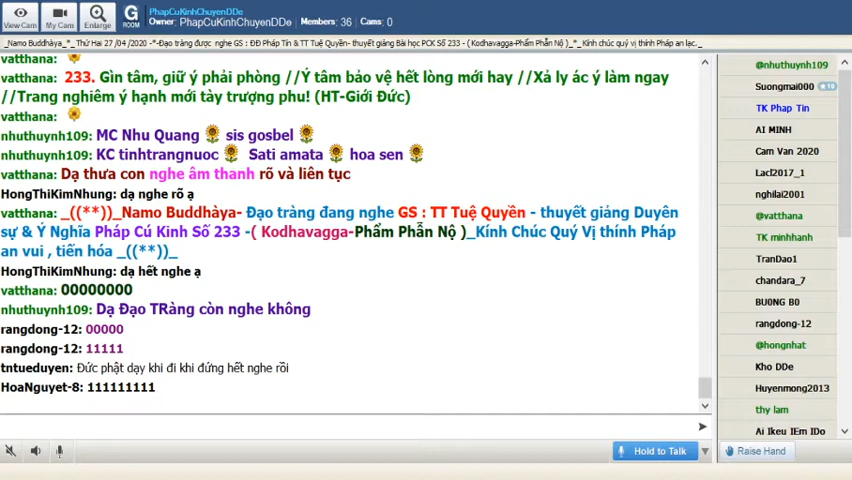 View Cam
My Cam
Enlarge
G
ROOM
PhapCuKinhChuyenDDe
Owner: PhapCuKinhChuyenDDe Members: 36 Cams: 0
_Namo Buddhàya_*_ Thứ Hai 27 /04 /2020 -*-Đạo tràng được nghe GS : ĐĐ Pháp Tín & TT Tuệ Quyền- thuyết giảng Bài học PCK Số 233 - ( Kodhavagga-Phẩm Phẫn Nộ )_*_ Kính chúc quý vị thính Pháp an lạc._
vatthana:
vatthana: 233. Gìn tâm, giữ ý phải phòng //Ý tâm bảo vệ hết lòng mới hay //Xả ly ác ý làm ngay
//Trang nghiêm ý hạnh mới tày trượng phu! (HT-Giới Đức)
vatthana:
nhuthuynh109: MC Nhu Quang sis gosbel
nhuthuynh109: KC tinhtrangnuoc Sati amata hoa sen
vatthana: Dạ thưa con nghe âm thanh rõ và liên tục
HongThiKimNhung: dạ nghe rõ ạ
vatthana: _((**))_Namo Buddhàya- Đạo tràng đang nghe GS : TT Tuệ Quyền - thuyết giảng Duyên
sự & Ý Nghĩa Pháp Cú Kinh Số 233 -( Kodhavagga-Phẩm Phẫn Nộ )_Kính Chúc Quý Vị thính Pháp
an vui , tiến hóa _((**))_
HongThiKimNhung: dạ hết nghe ạ
vatthana: 00000000
nhuthuynh109: Dạ Đạo TRàng còn nghe không
rangdong-12: 00000
rangdong-12: 11111
tntueduyen: Đức phật dạy khi đi khi đứng hết nghe rồi
HoaNguyet-8: 111111111
@nhuthuynh109
Suongmai000 10
TK Phap Tin
AI MINH
Cam Van 2020
Lacl2017_1
nghilai2001
@vatthana
TK minhhanh
TranDao1
chandara_7
BU0NG B0
rangdong-12
@hongnhat
Kho DDe
Huyenmong2013
thy lam
Ai Ikeu IEm IDo
Hold to Talk
Raise Hand